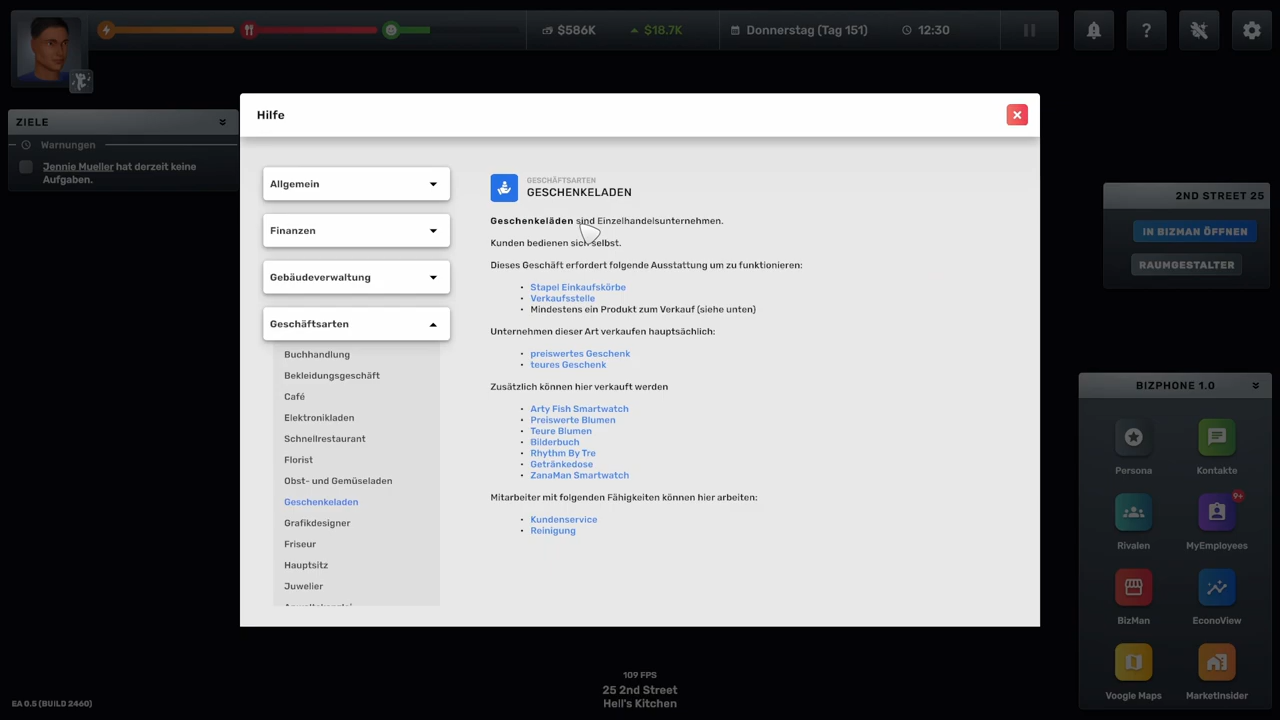 $586K
$18.7K
Donnerstag (Tag 151)
12:30
?
ZIELE
Warnungen
Jennie Mueller hat derzeit keine
Aufgaben.
Hilfe
Allgemein
Finanzen
Gebäudeverwaltung
Geschäftsarten
Buchhandlung
Bekleidungsgeschäft
Café
Elektronikladen
Schnellrestaurant
Florist
Obst- und Gemüseladen
Geschenkeladen
Grafikdesigner
Friseur
Hauptsitz
Juwelier
GESCHÄFTSARTEN
GESCHENKELADEN
Geschenkeläden sind Einzelhandelsunternehmen.
Kunden bedienen sich selbst.
Dieses Geschäft erfordert folgende Ausstattung um zu funktionieren:
• Stapel Einkaufskörbe
• Verkaufsstelle
• Mindestens ein Produkt zum Verkauf (siehe unten)
Unternehmen dieser Art verkaufen hauptsächlich:
• preiswertes Geschenk
• teures Geschenk
Zusätzlich können hier verkauft werden
• Arty Fish Smartwatch
• Preiswerte Blumen
• Teure Blumen
• Bilderbuch
• Rhythm By Tre
• Getränkedose
• ZanaMan Smartwatch
Mitarbeiter mit folgenden Fähigkeiten können hier arbeiten:
• Kundenservice
• Reinigung
2ND STREET 25
IN BIZMAN ÖFFNEN
RAUMGESTALTER
BIZPHONE 1.0
Persona
Kontakte
9+
Rivalen
MyEmployees
BizMan
EconoView
Voogle Maps
MarketInsider
109 FPS
25 2nd Street
Hell's Kitchen
EA 0.5 (BUILD 2460)